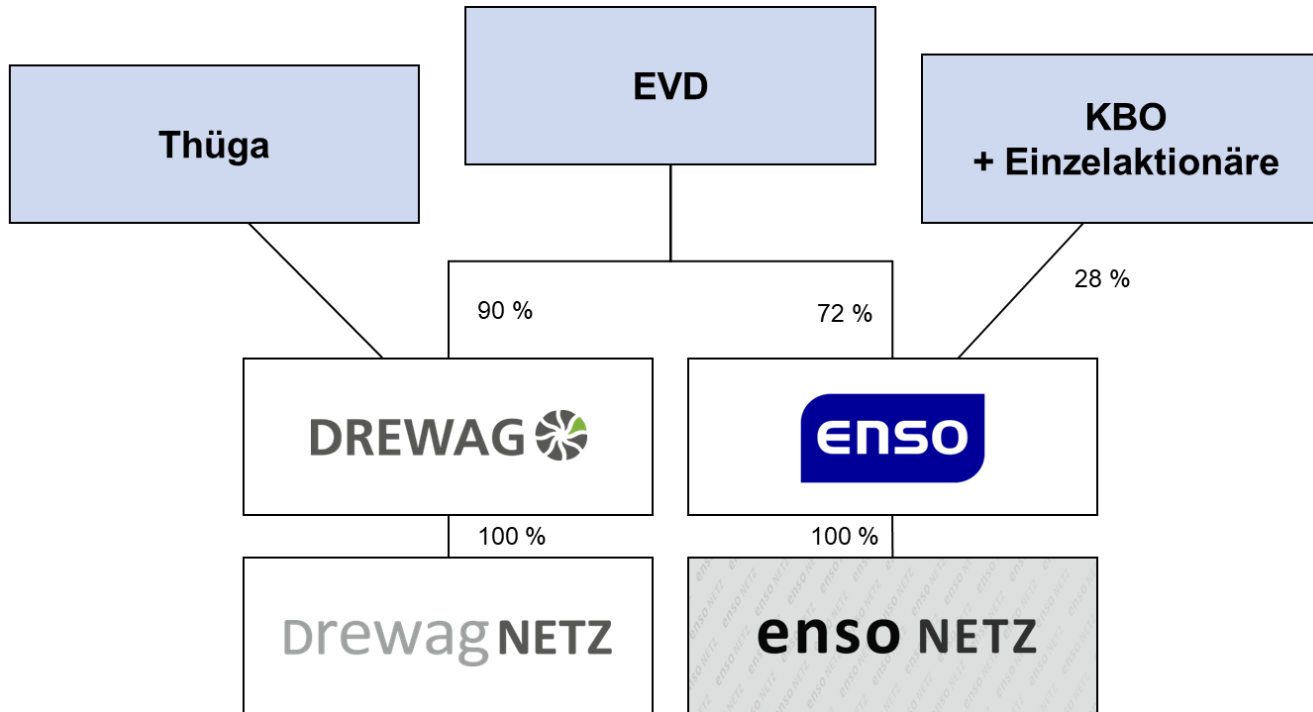 EVD
Thüga
KBO
+ Einzelaktionäre
28 %
90 %
72 %
DREWAG
enso
100 %
100 %
Drewag NETZ
enso NETZ